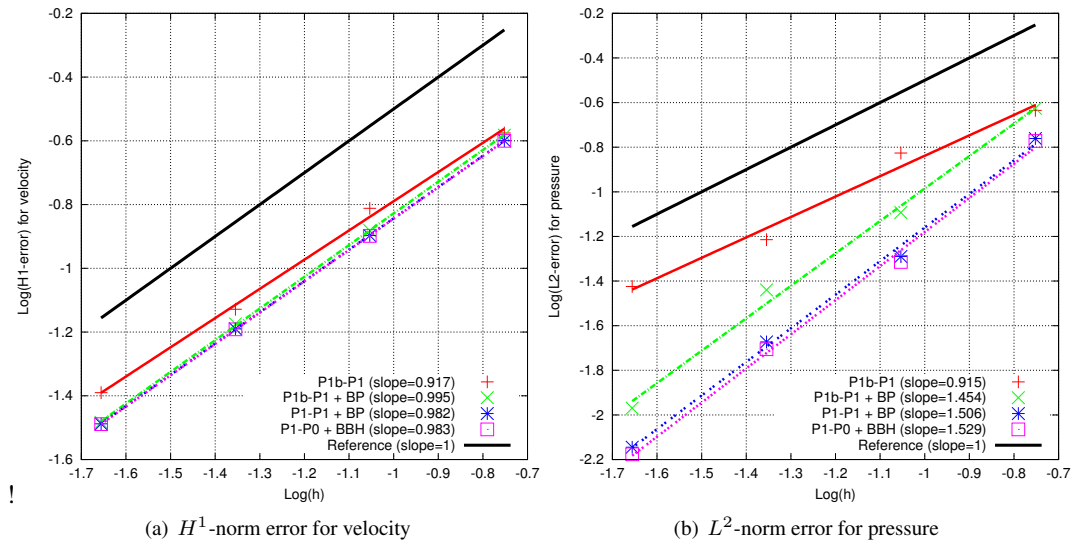 -0.2
-0.4
-0.6
-0.8
-1
-1.2
-1.4
-1.6
-1.7 -1.6 -1.5 -1.4 -1.3 -1.2 -1.1 -1 -0.9 -0.8 -0.7
Log(H1-error) for velocity
Log(h)
P1b-P1 (slope=0.917)
P1b-P1 + BP (slope=0.995)
P1-P1 + BP (slope=0.982)
P1-P0 + BBH (slope=0.983)
Reference (slope=1)
!
(a) H¹-norm error for velocity
-0.2
-0.4
-0.6
-0.8
-1
-1.2
-1.4
-1.6
-1.8
-2
-2.2
-1.7 -1.6 -1.5 -1.4 -1.3 -1.2 -1.1 -1 -0.9 -0.8 -0.7
Log(L2-error) for pressure
Log(h)
P1b-P1 (slope=0.915)
P1b-P1 + BP (slope=1.454)
P1-P1 + BP (slope=1.506)
P1-P0 + BBH (slope=1.529)
Reference (slope=1)
(b) L²-norm error for pressure